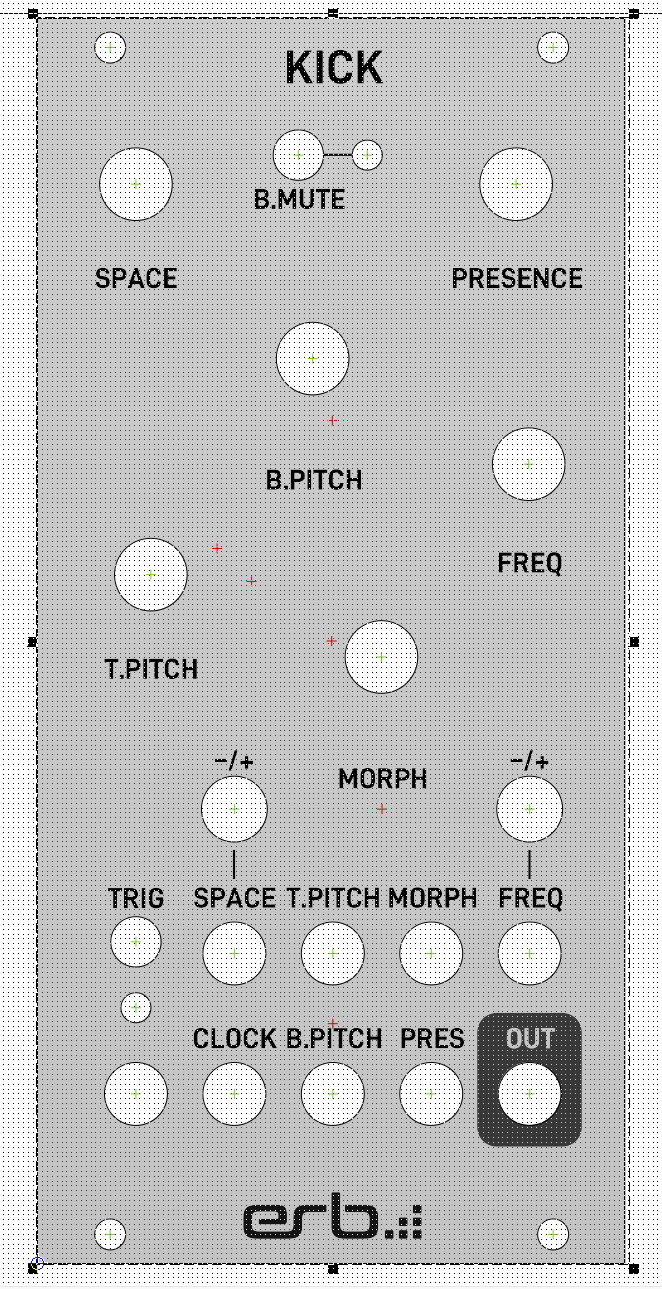 KICK
B.MUTE
SPACE PRESENCE
B.PITCH
FREQ
T.PITCH
−/+ −/+
MORPH
TRIG SPACE T.PITCH MORPH FREQ
CLOCK B.PITCH PRES OUT
erb